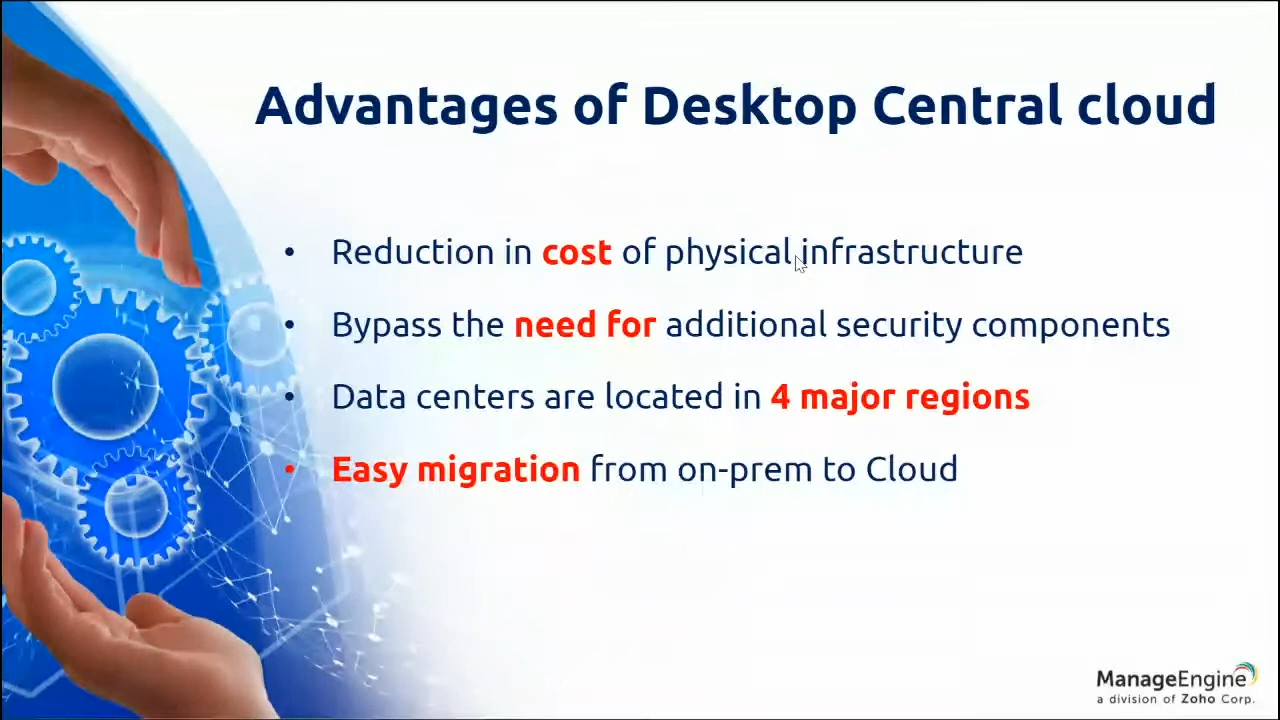 Advantages of Desktop Central cloud
• Reduction in cost of physical infrastructure
• Bypass the need for additional security components
• Data centers are located in 4 major regions
• Easy migration from on-prem to Cloud
ManageEngine
a division of Zoho Corp.